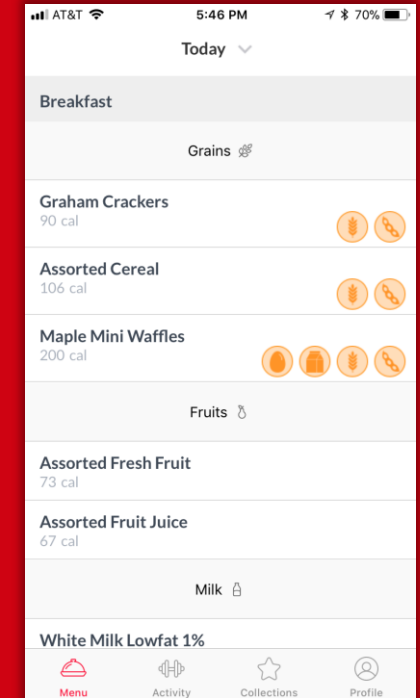 AT&T 5:46 PM 70%
Today
Breakfast
Grains
Graham Crackers
90 cal
Assorted Cereal
106 cal
Maple Mini Waffles
200 cal
Fruits
Assorted Fresh Fruit
73 cal
Assorted Fruit Juice
67 cal
Milk
White Milk Lowfat 1%
Menu Activity Collections Profile